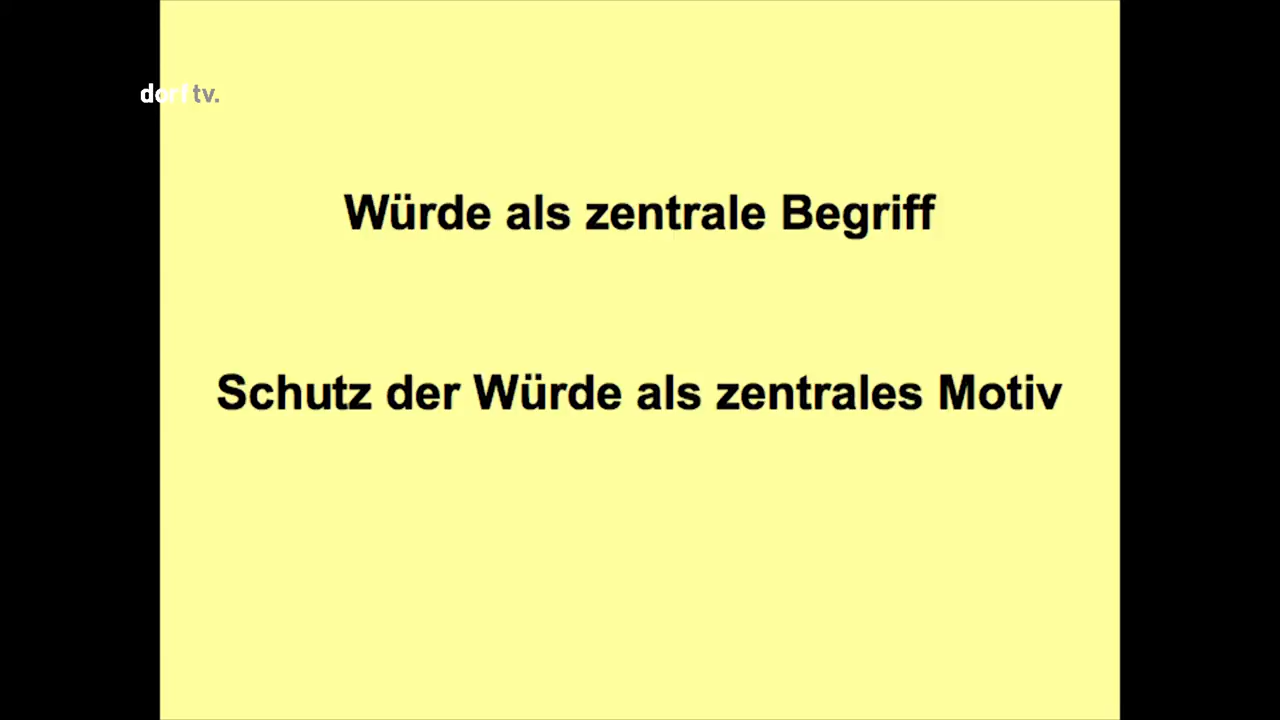 dorf tv.
Würde als zentrale Begriff
Schutz der Würde als zentrales Motiv